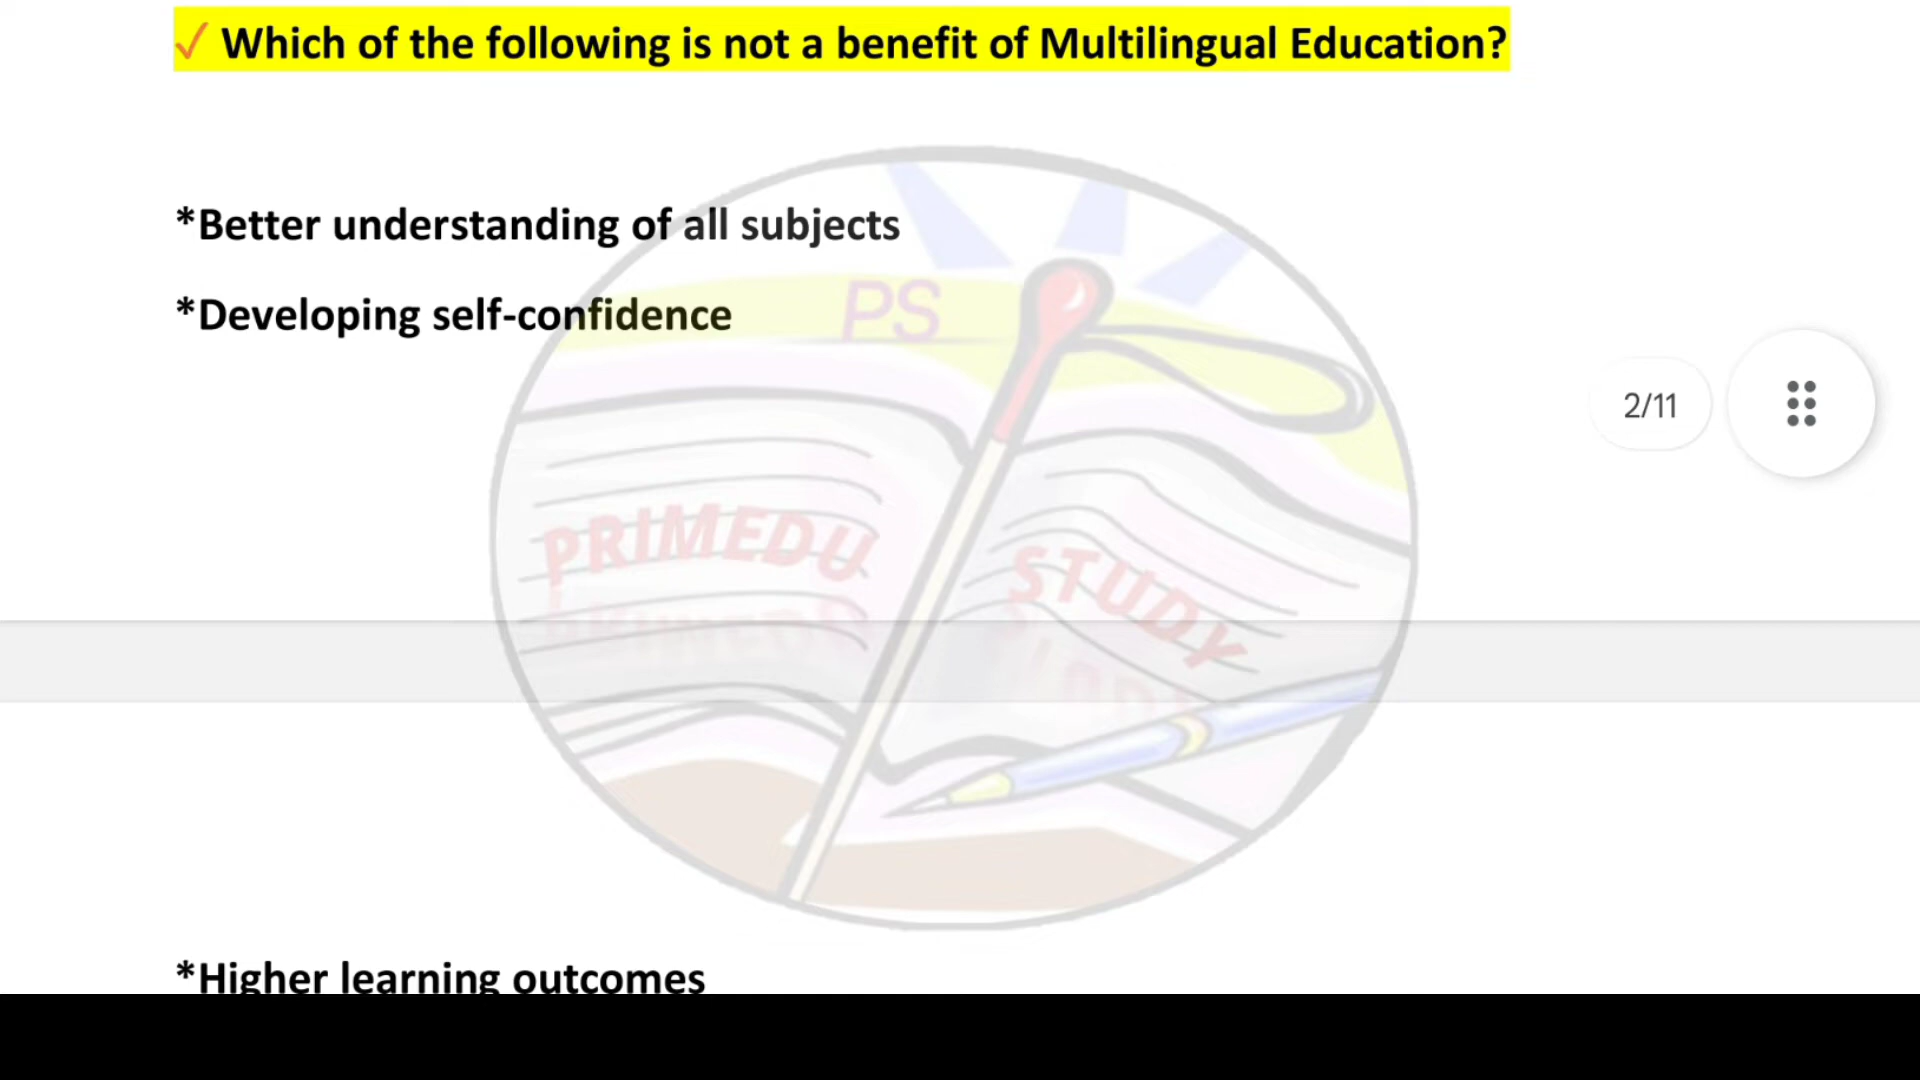 ✓ Which of the following is not a benefit of Multilingual Education?
*Better understanding of all subjects
PS
*Developing self-confidence
2/11
PRIMEDU
STUDY
*Higher learning outcomes